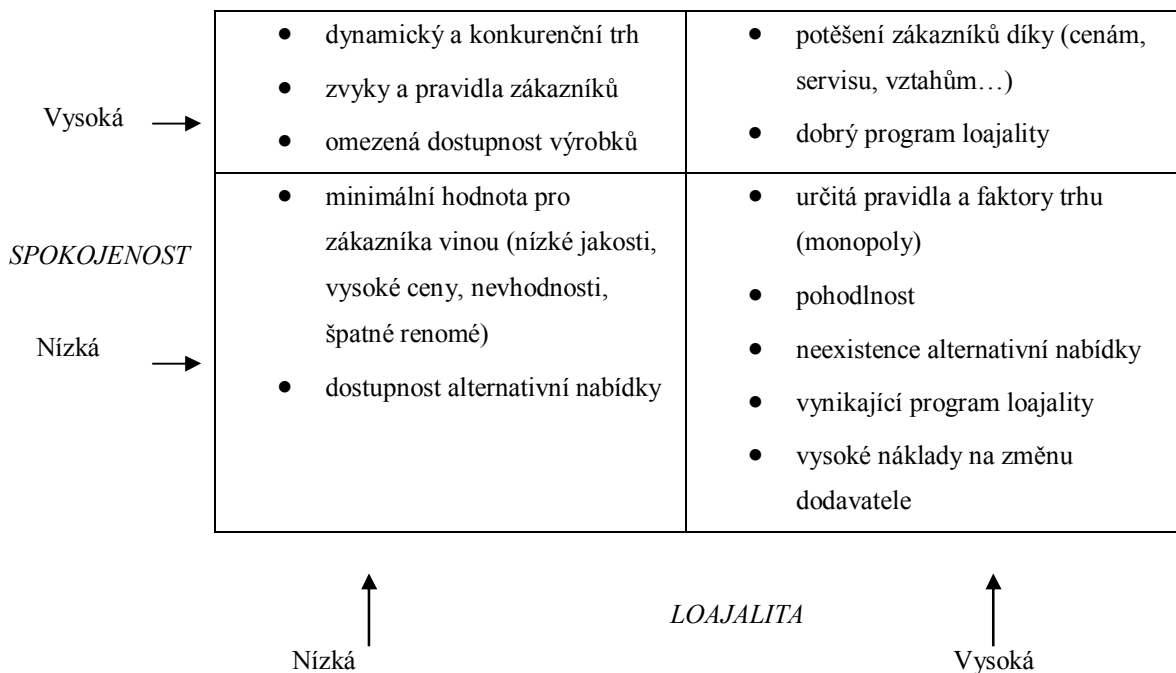 • dynamický a konkurenční trh
• zvyky a pravidla zákazníků
• omezená dostupnost výrobků
• potěšení zákazníků díky (cenám,
servisu, vztahům…)
• dobrý program loajality
Vysoká
• minimální hodnota pro
zákazníka vinou (nízké jakosti,
vysoké ceny, nevhodnosti,
špatné renomé)
• dostupnost alternativní nabídky
• určitá pravidla a faktory trhu
(monopoly)
• pohodlnost
• neexistence alternativní nabídky
• vynikající program loajality
• vysoké náklady na změnu
dodavatele
SPOKOJENOST
Nízká
LOAJALITA
Nízká
Vysoká